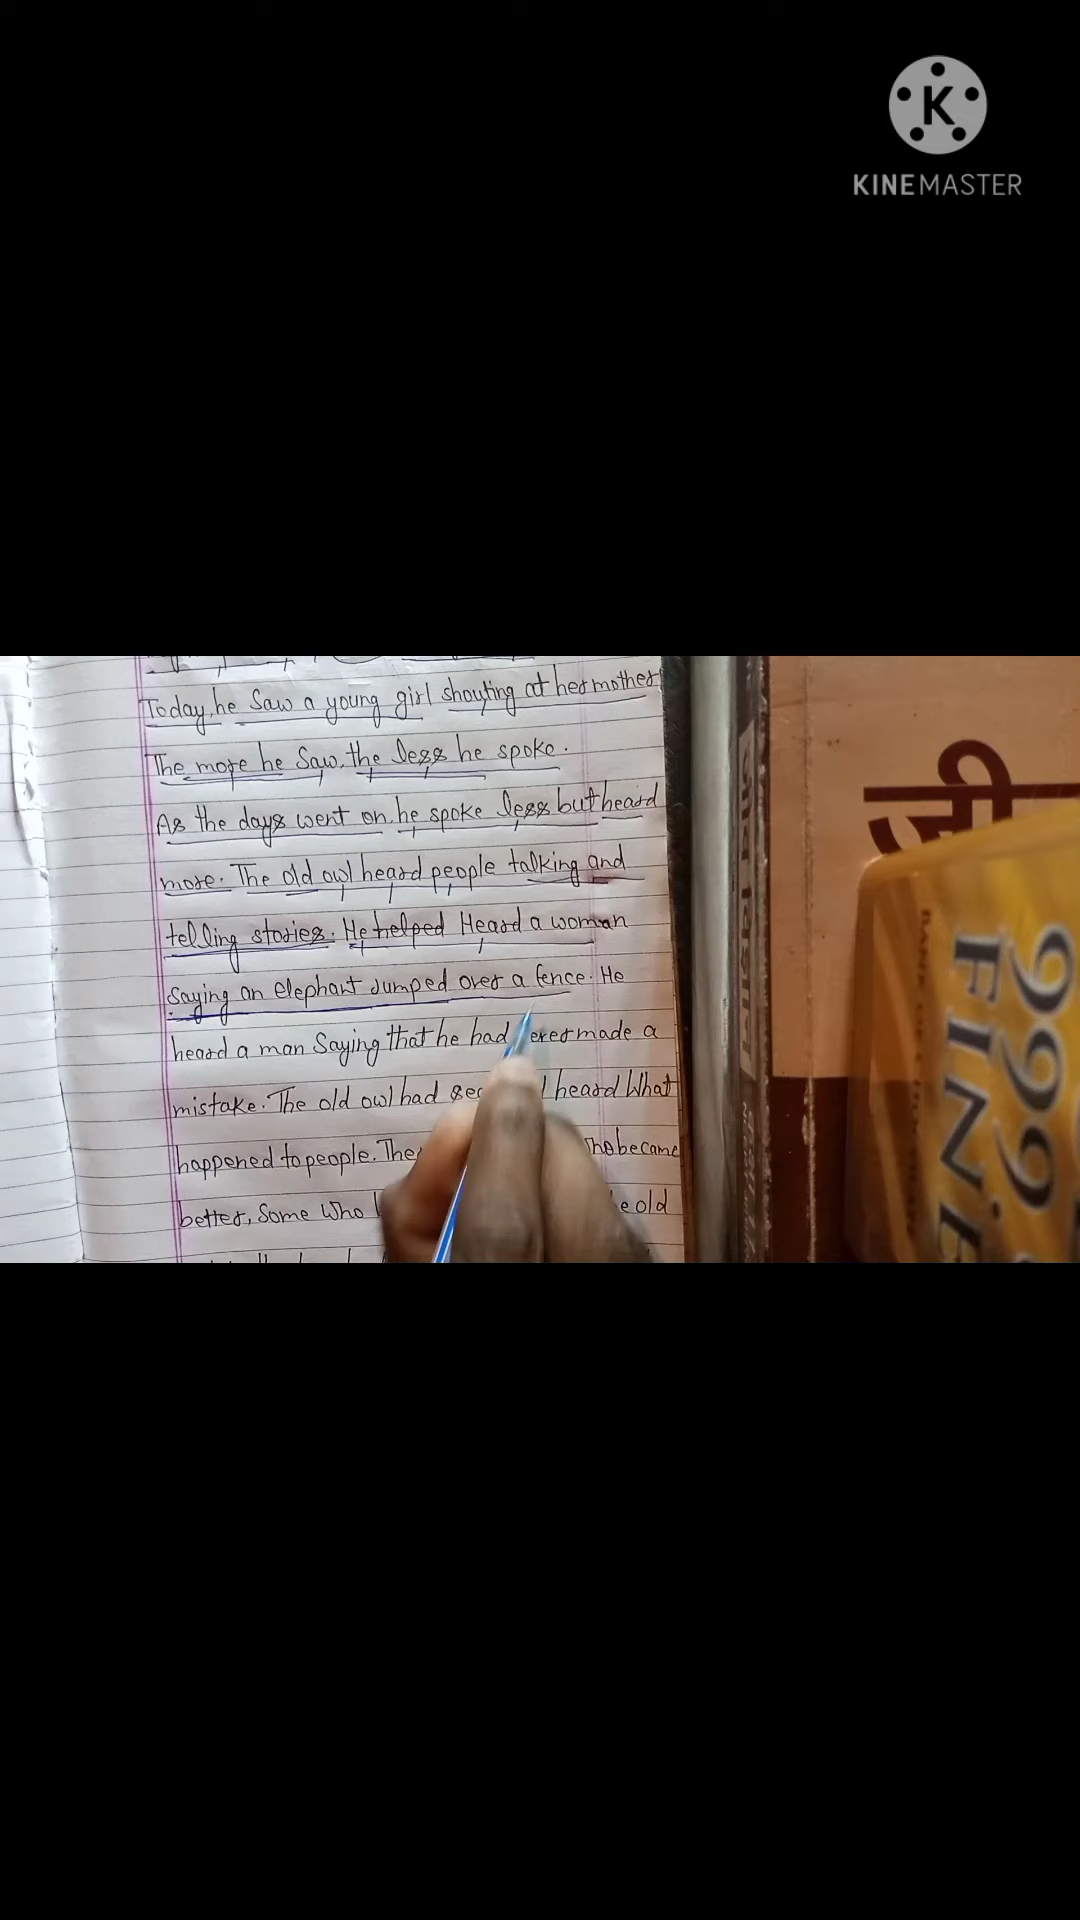 KINEMASTER
Today, he Saw a young girl shouting at her mother
The more he Saw, the less he spoke.
As the days went on, he spoke less but heard
more. The old owl heard people talking and
telling stories. He helped Heard a woman
Saying an elephant Jumped over a fence. He
heard a man Saying that he had made a
mistake. The old owl had heard What
happened to people. became
better, Some Who old
999.
FINE